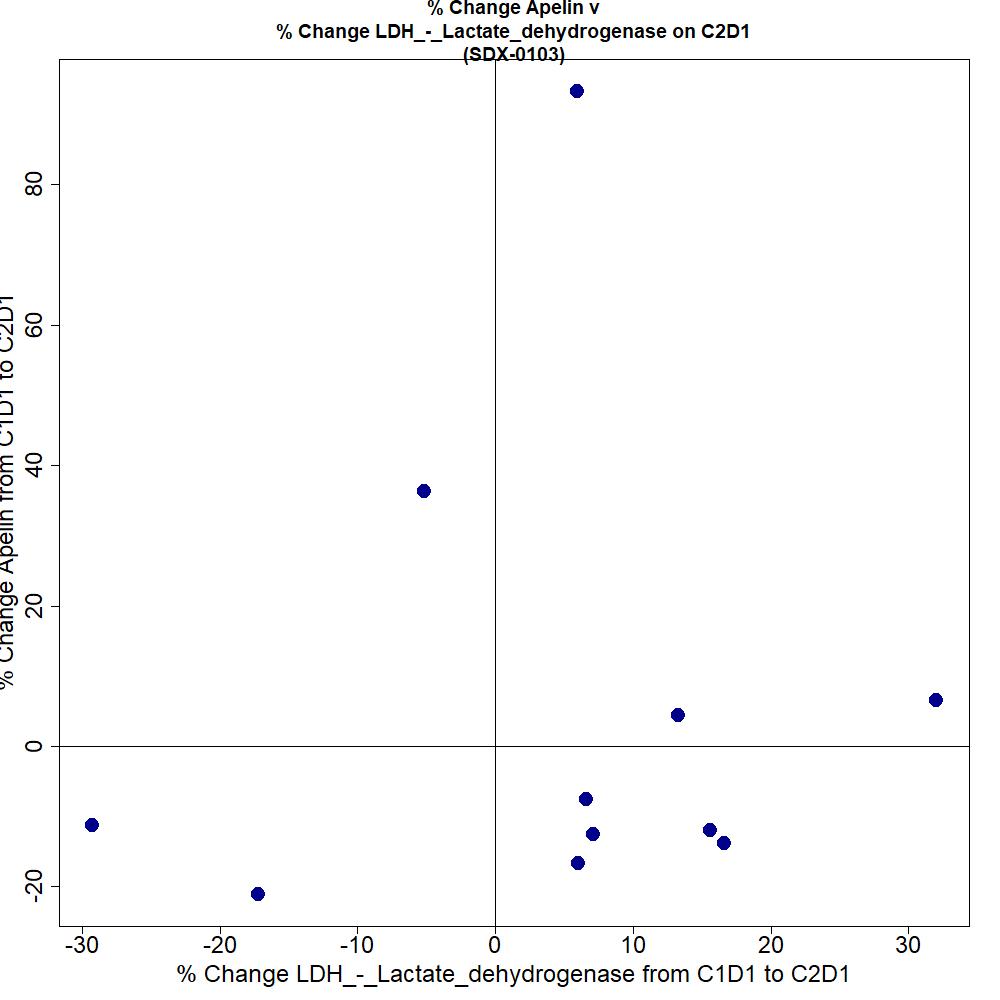 % Change Apelin v
% Change LDH_-_Lactate_dehydrogenase on C2D1
(SDX-0103)
% Change Apelin from C1D1 to C2D1
80
60
40
20
0
-20
-30
-20
-10
0
10
20
30
% Change LDH_-_Lactate_dehydrogenase from C1D1 to C2D1